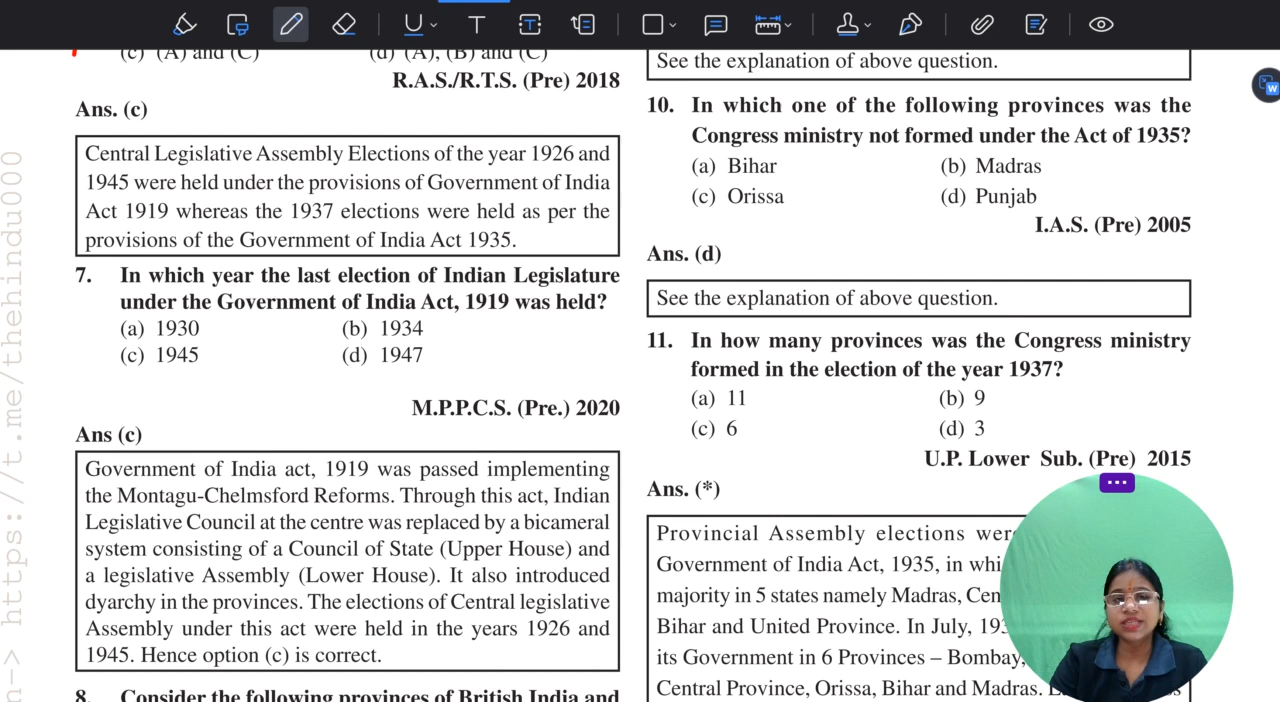 (c) (A) and (C) (d) (A), (B) and (C)
R.A.S./R.T.S. (Pre) 2018
Ans. (c)
Central Legislative Assembly Elections of the year 1926 and
1945 were held under the provisions of Government of India
Act 1919 whereas the 1937 elections were held as per the
provisions of the Government of India Act 1935.
7. In which year the last election of Indian Legislature
under the Government of India Act, 1919 was held?
(a) 1930 (b) 1934
(c) 1945 (d) 1947
M.P.P.C.S. (Pre.) 2020
Ans (c)
Government of India act, 1919 was passed implementing
the Montagu-Chelmsford Reforms. Through this act, Indian
Legislative Council at the centre was replaced by a bicameral
system consisting of a Council of State (Upper House) and
a legislative Assembly (Lower House). It also introduced
dyarchy in the provinces. The elections of Central legislative
Assembly under this act were held in the years 1926 and
1945. Hence option (c) is correct.
8. Consider the following provinces of British India and
See the explanation of above question.
10. In which one of the following provinces was the
Congress ministry not formed under the Act of 1935?
(a) Bihar (b) Madras
(c) Orissa (d) Punjab
I.A.S. (Pre) 2005
Ans. (d)
See the explanation of above question.
11. In how many provinces was the Congress ministry
formed in the election of the year 1937?
(a) 11 (b) 9
(c) 6 (d) 3
U.P. Lower Sub. (Pre) 2015
Ans. (*)
Provincial Assembly elections
Government of India Act, 1935, in
majority in 5 states namely Madras,
Bihar and United Province. In July,
its Government in 6 Provinces – Bombay,
Central Province, Orissa, Bihar and Madras.
n-> https://t.me/thehindu000